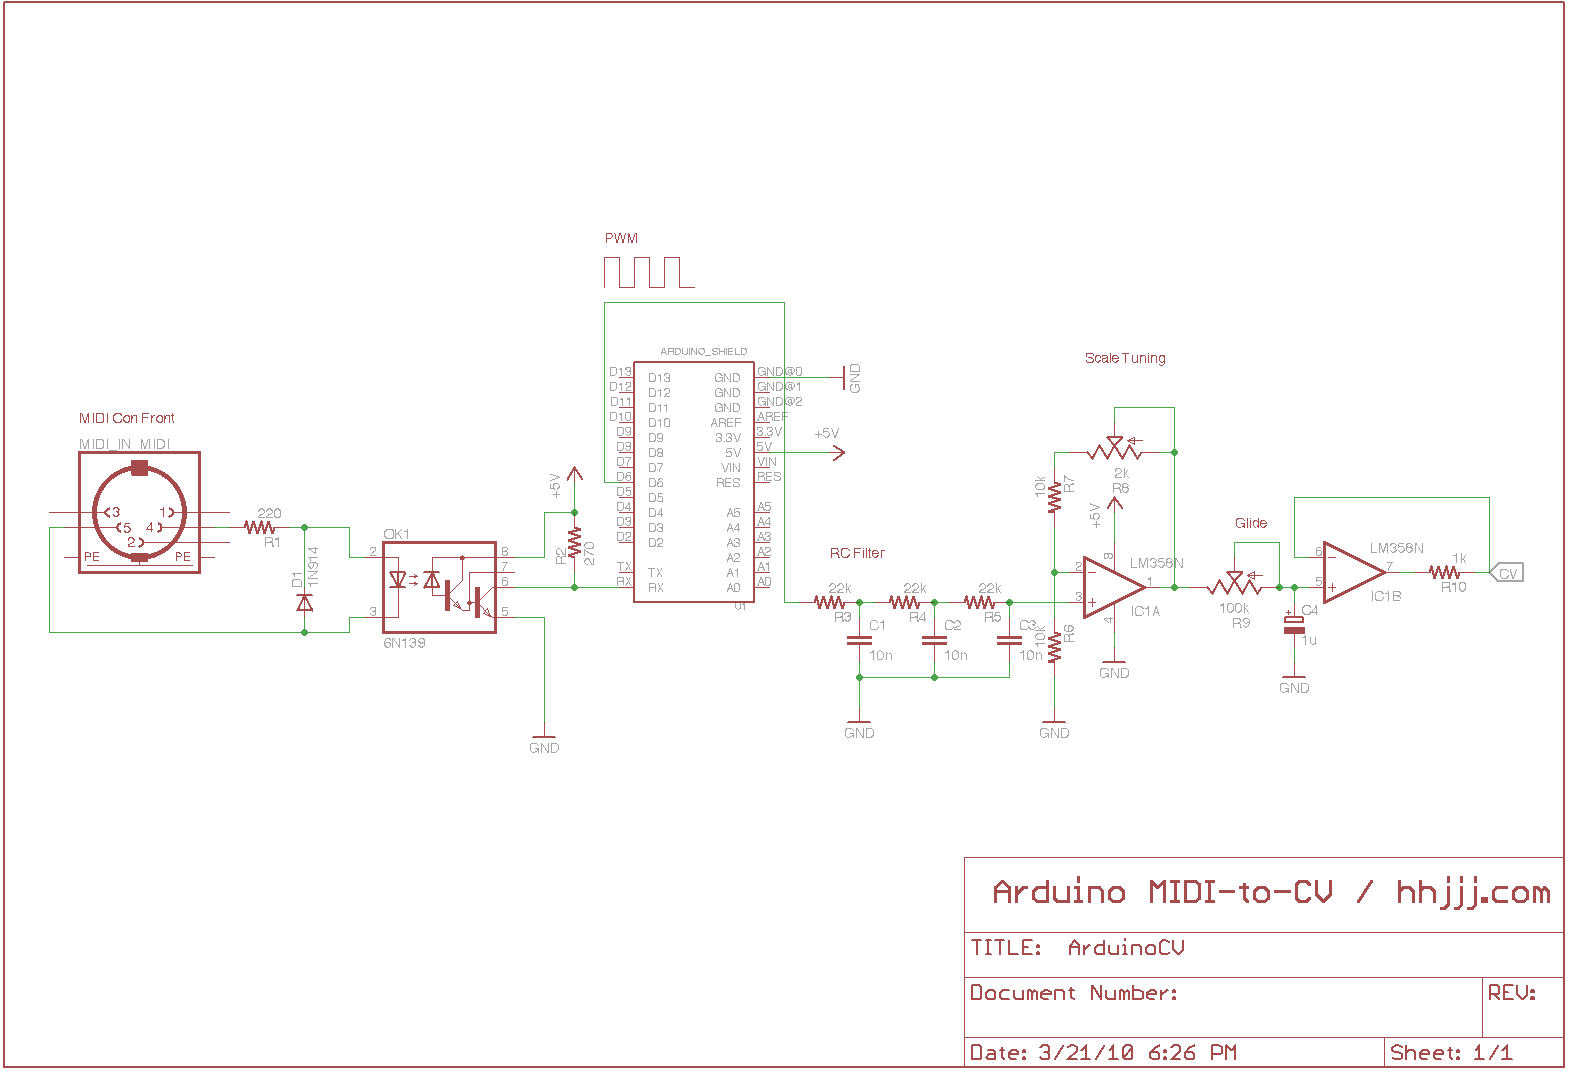 PWM
ARDUINO_SHIELD
D13 D13 GND GND@0
D12 D12 GND GND@1
D11 D11 GND GND@2
D10 D10 AREF AREF
D9 D9 3.3V 3.3V
D8 D8 5V 5V
D7 D7 VIN VIN
D6 D6 RES RES
D5 D5
D4 D4 A5 A5
D3 D3 A4 A4
D2 D2 A3 A3
A2 A2
TX TX A1 A1
RX RX A0 A0
U1
GND
+5V
MIDI Con Front
MIDI_IN MIDI
3 1
5 4
2
PE PE
220
R1
D1
1N914
OK1
2 8
7
6
3 5
6N139
+5V
R2
270
GND
RC Filter
22k
R3
22k
R4
22k
R5
C1
10n
C2
10n
C3
10n
GND
Scale Tuning
2k
R8
10k
R7
+5V
8
LM358N
2
−
1
3
+
4
IC1A
GND
10k
R6
GND
Glide
100k
R9
C4
+
1u
GND
LM358N
6
−
7
5
+
IC1B
1k
R10
CV
Arduino MIDI-to-CV / hhjjj.com
TITLE: ArduinoCV
Document Number:
REV:
Date: 3/21/10 6:26 PM
Sheet: 1/1